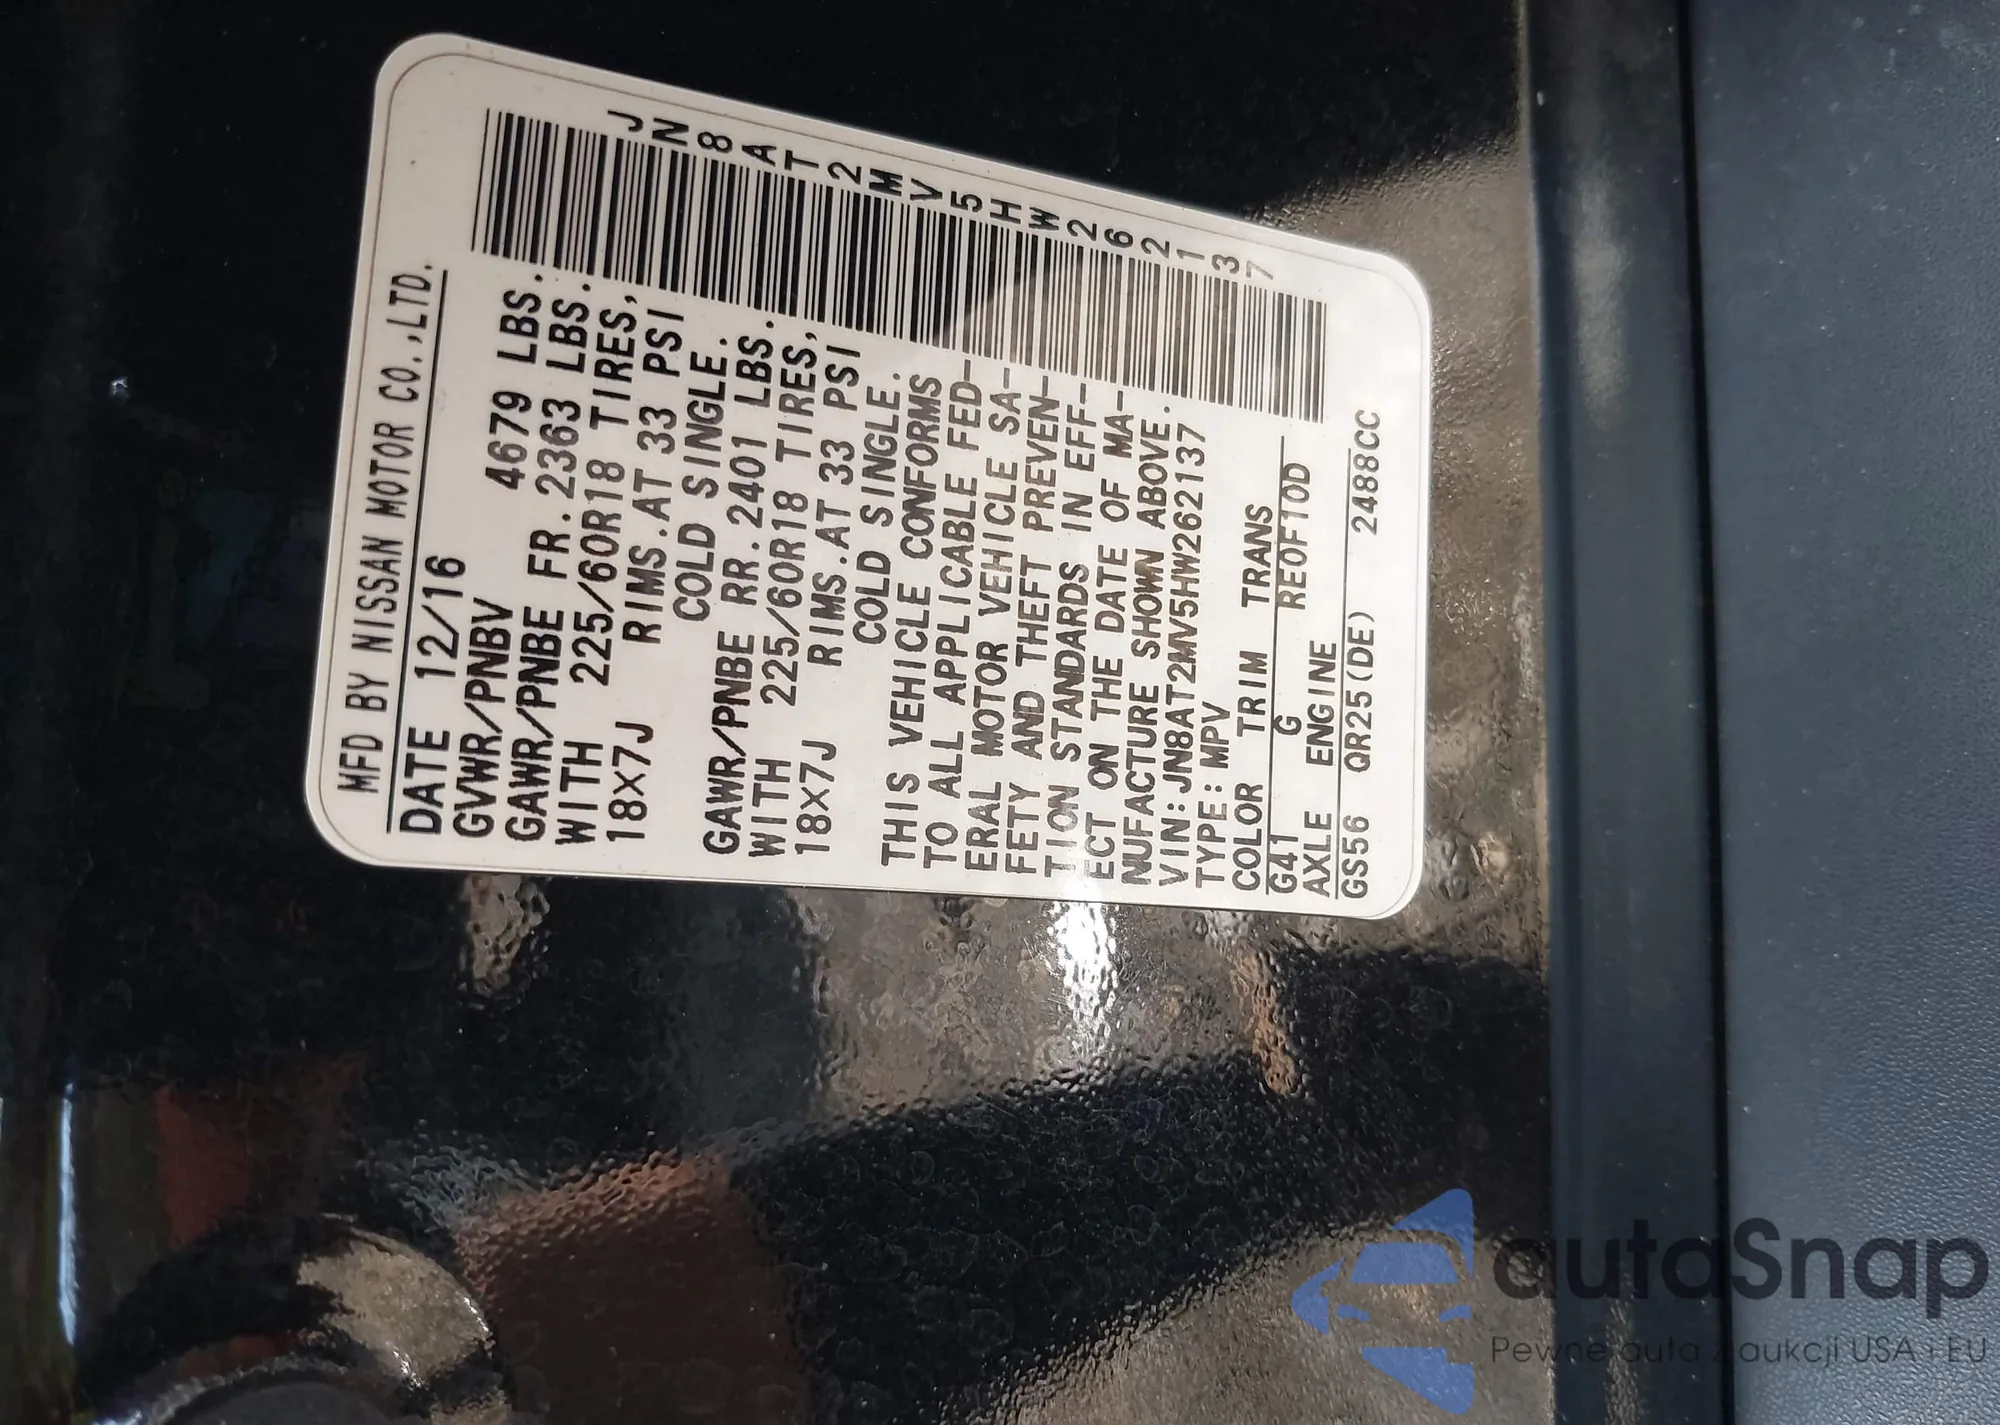 MFD BY NISSAN MOTOR CO.,LTD.
DATE 12/16
GVWR/PNBV 4679 LBS.
GAWR/PNBE FR.2363 LBS.
WITH 225/60R18 TIRES,
18×7J RIMS.AT 33 PSI
COLD SINGLE.
GAWR/PNBE RR.2401 LBS.
WITH 225/60R18 TIRES,
18×7J RIMS.AT 33 PSI
COLD SINGLE.
THIS VEHICLE CONFORMS
TO ALL APPLICABLE FED-
ERAL MOTOR VEHICLE SA-
FETY AND THEFT PREVEN-
TION STANDARDS IN EFF-
ECT ON THE DATE OF MA-
NUFACTURE SHOWN ABOVE.
VIN:JN8AT2MV5HW262137
TYPE:MPV
COLOR TRIM TRANS
G41 G RE0F10D
AXLE ENGINE
GS56 QR25(DE) 2488CC
JN8AT2MV5HW262137
autaSnap
Pewne auta z aukcji USA i EU